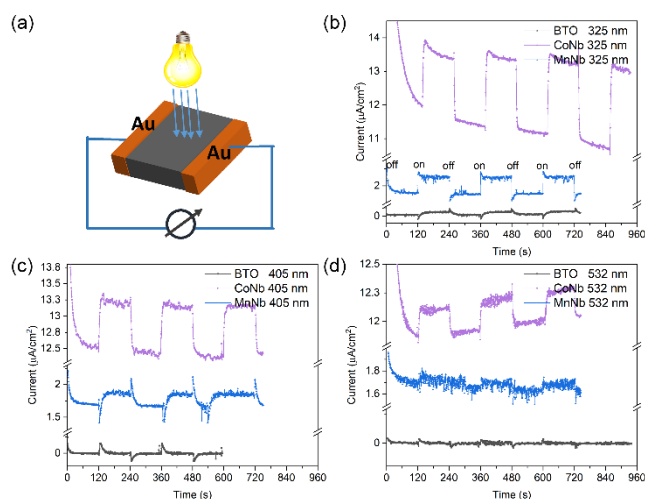 (a)
Au
Au
(b)
BTO 325 nm
CoNb 325 nm
MnNb 325 nm
14
13
12
11
2
0
off on off on off on off
Current (μA/cm²)
0 120 240 360 480 600 720 840 960
Time (s)
(c)
BTO 405 nm
CoNb 405 nm
MnNb 405 nm
13.8
13.5
13.3
13.0
12.8
12.5
2.1
1.8
1.5
0
Current (μA/cm²)
0 120 240 360 480 600 720 840 960
Time (s)
(d)
BTO 532 nm
CoNb 532 nm
MnNb 532 nm
12.5
12.3
12.0
1.8
1.6
0
Current (μA/cm²)
0 120 240 360 480 600 720 840 960
Time (s)